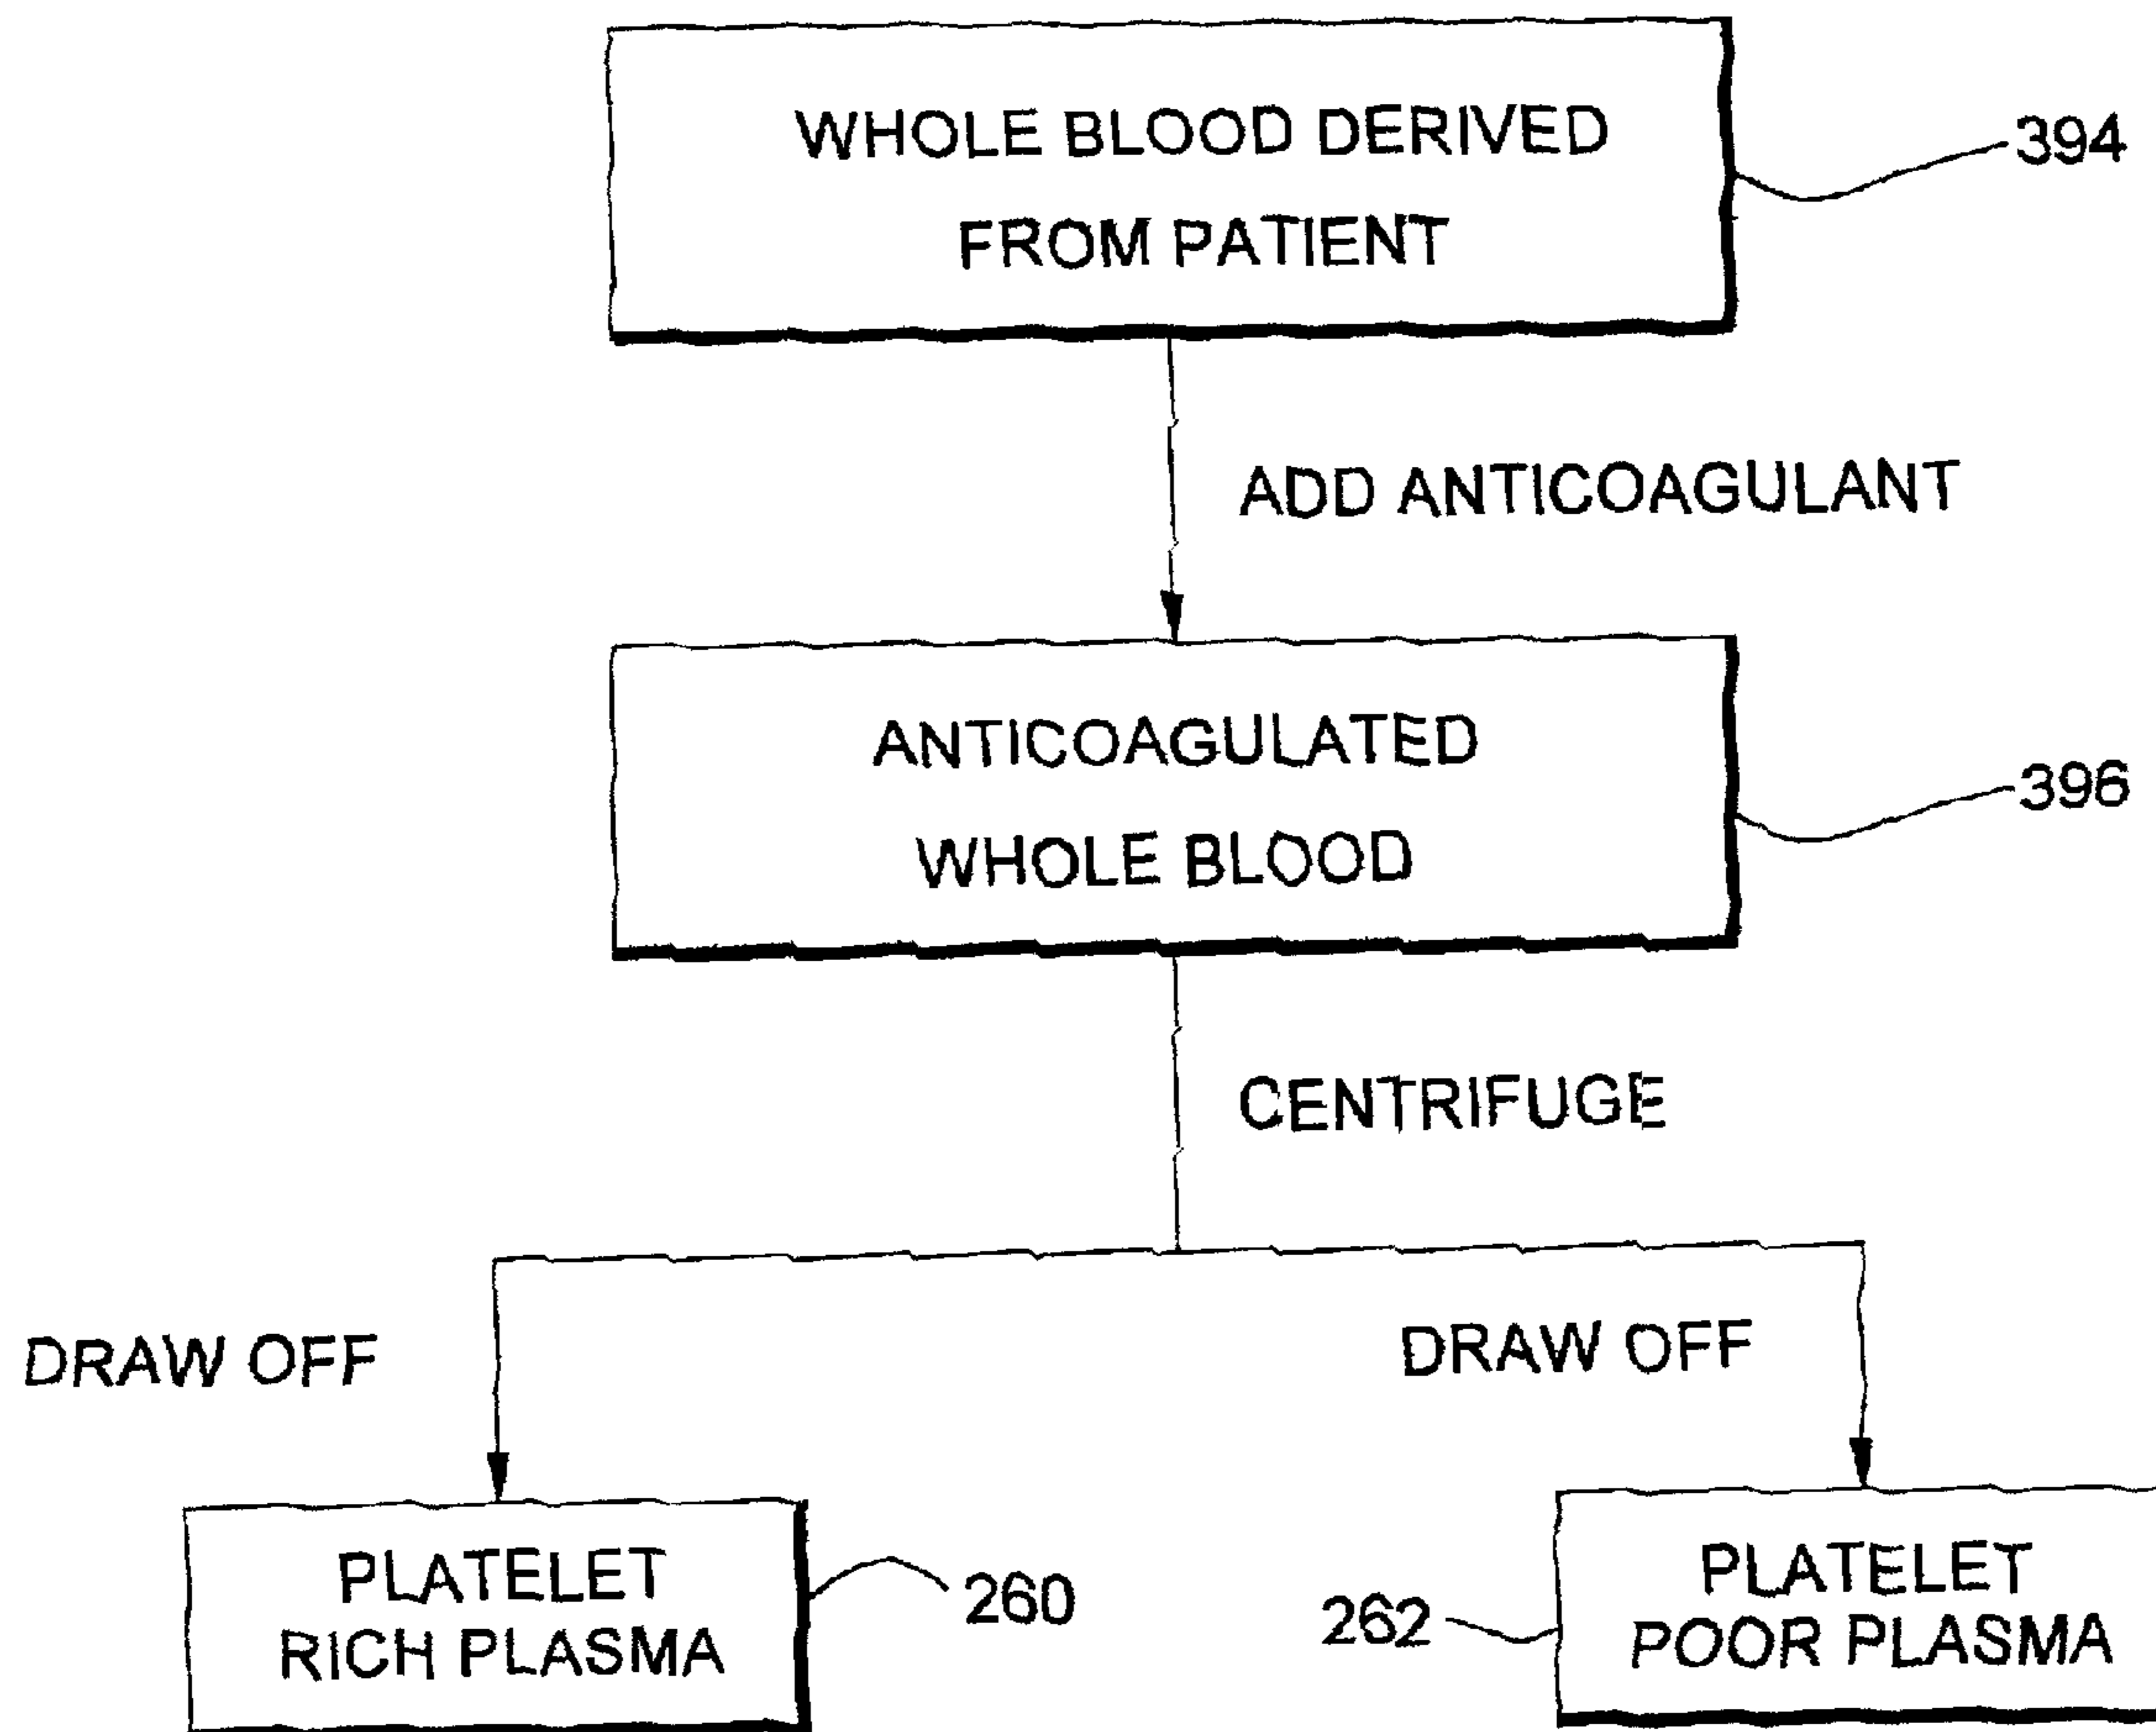 WHOLE BLOOD DERIVED
FROM PATIENT
394
ADD ANTICOAGULANT
ANTICOAGULATED
WHOLE BLOOD
396
CENTRIFUGE
DRAW OFF
DRAW OFF
PLATELET
RICH PLASMA
260
262
PLATELET
POOR PLASMA